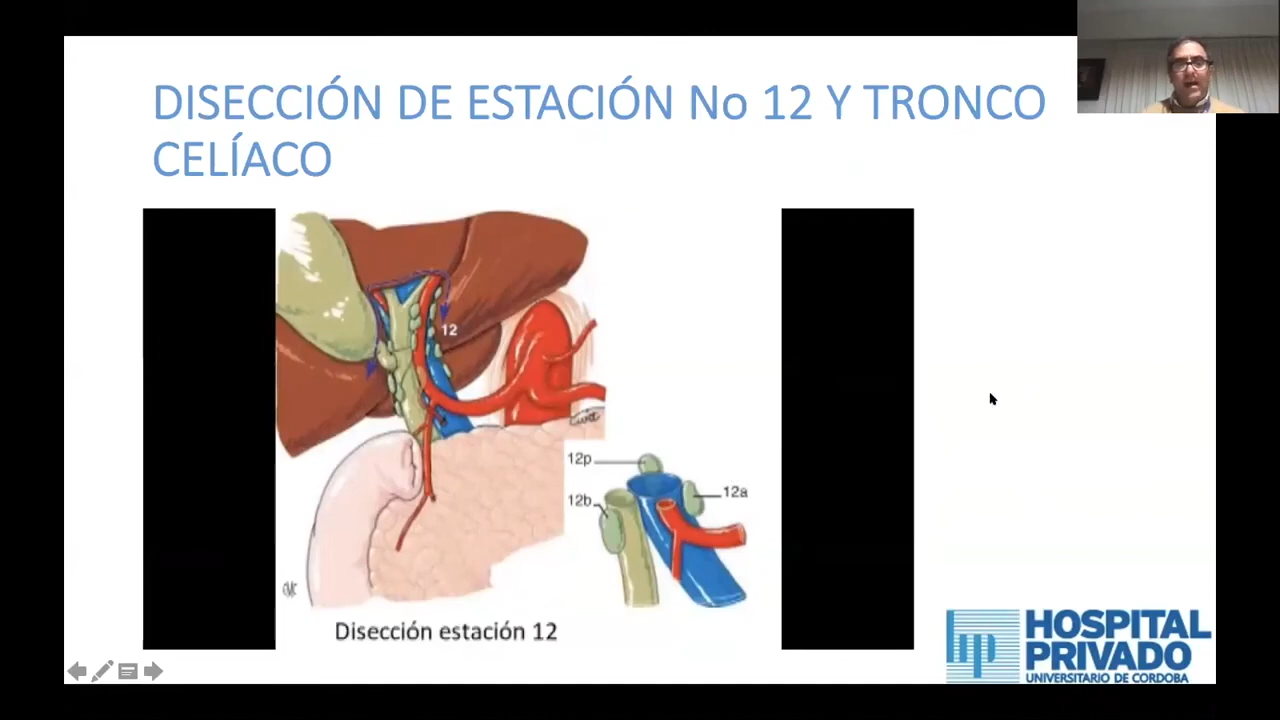 DISECCIÓN DE ESTACIÓN No 12 Y TRONCO
CELÍACO
12
12p
12b
12a
Disección estación 12
hp
HOSPITAL
PRIVADO
UNIVERSITARIO DE CORDOBA